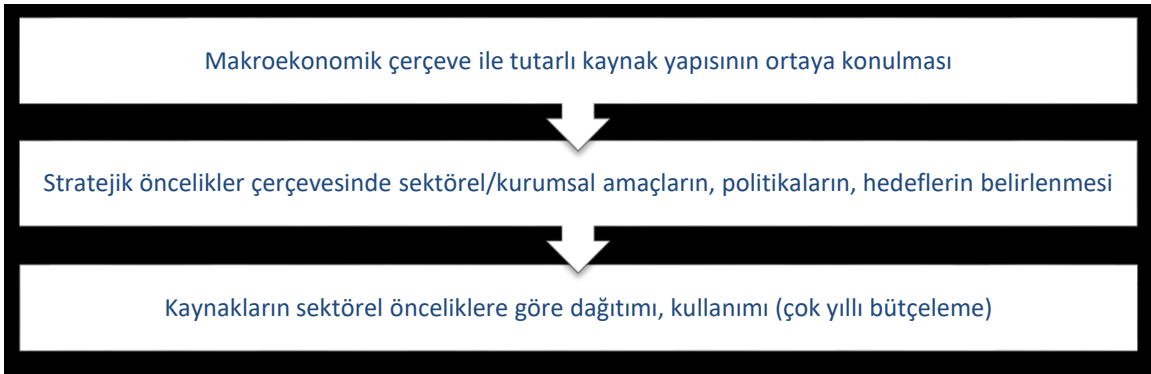 Makroekonomik çerçeve ile tutarlı kaynak yapısının ortaya konulması
Stratejik öncelikler çerçevesinde sektörel/kurumsal amaçların, politikaların, hedeflerin belirlenmesi
Kaynakların sektörel önceliklere göre dağıtımı, kullanımı (çok yıllı bütçeleme)